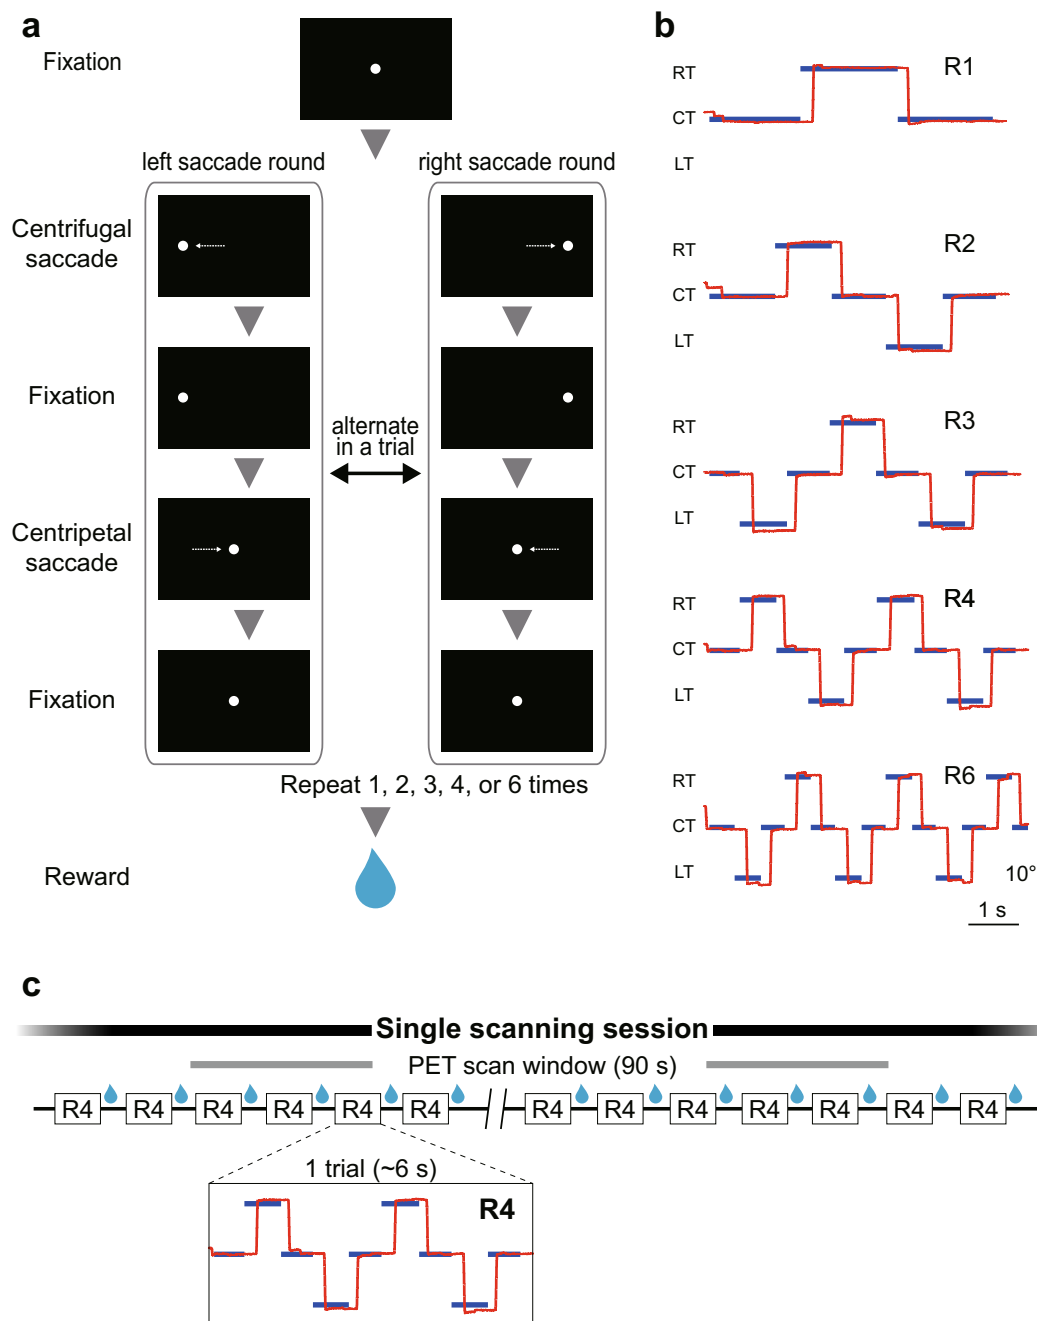 a
Fixation
left saccade round
right saccade round
Centrifugal
saccade
Fixation
alternate
in a trial
Centripetal
saccade
Fixation
Repeat 1, 2, 3, 4, or 6 times
Reward
b
RT
R1
CT
LT
RT
R2
CT
LT
RT
R3
CT
LT
RT
R4
CT
LT
RT
R6
CT
LT
10°
1 s
c
Single scanning session
PET scan window (90 s)
R4 R4 R4 R4 R4 R4 R4 R4 R4 R4 R4 R4 R4
1 trial (~6 s)
R4